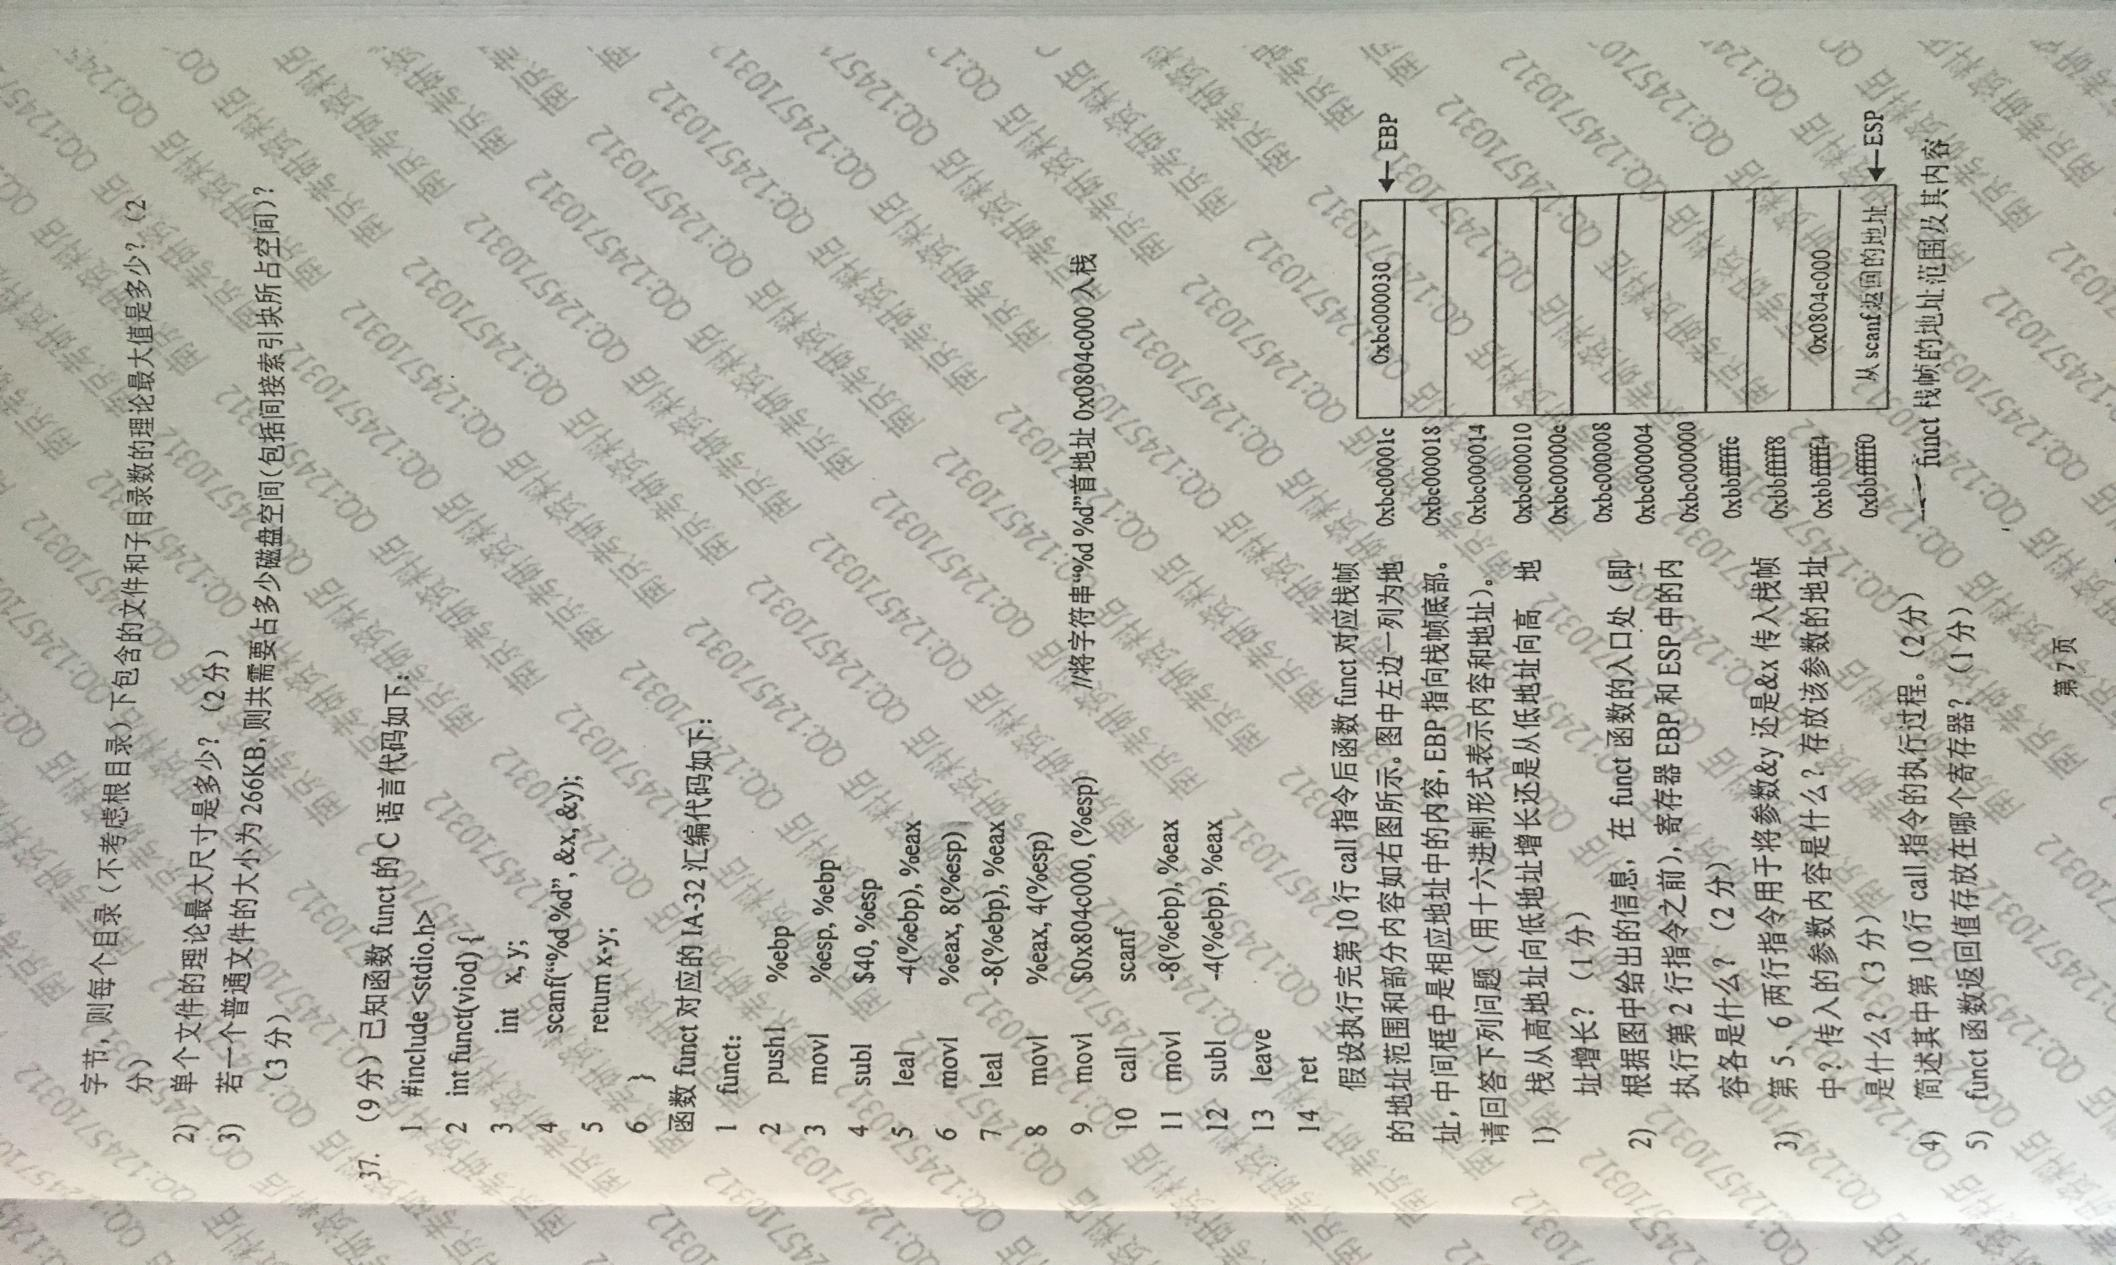 字节，则每个目录（不考虑根目录）下包含的文件和子目录数的理论最大值是多少？（2
分）
2) 单个文件的理论最大尺寸是多少？（2分）
3) 若一个普通文件的大小为266KB,则共需要占多少磁盘空间(包括间接索引块所占空间)?
（3分）
37. （9分）已知函数 funct 的 C 语言代码如下：
1 #include<stdio.h>
2 int funct(viod) {
3 int x, y;
4 scanf("%d %d", &x, &y);
5 return x-y;
6 }
函数 funct 对应的 IA-32 汇编代码如下：
1 funct:
2 pushl %ebp
3 movl %esp, %ebp
4 subl $40, %esp
5 leal -4(%ebp), %eax
6 movl %eax, 8(%esp)
7 leal -8(%ebp), %eax
8 movl %eax, 4(%esp)
9 movl $0x804c000, (%esp) //将字符串"%d %d"首地址 0x0804c000 入栈
10 call scanf
11 movl -8(%ebp), %eax
12 subl -4(%ebp), %eax
13 leave
14 ret
假设执行完第 10 行 call 指令后函数 funct 对应栈帧
的地址范围和部分内容如右图所示。图中左边一列为地
址, 中间框中是相应地址中的内容, EBP 指向栈帧底部。
请回答下列问题（用十六进制形式表示内容和地址）。
1) 栈从高地址向低地址增长还是从低地址向高 地
址增长？（1分）
2) 根据图中给出的信息，在 funct 函数的入口处（即
执行第 2 行指令之前），寄存器 EBP 和 ESP 中的内
容各是什么？（2分）
3) 第 5、6 两行指令用于将参数&y 还是&x 传入栈帧
中？传入的参数内容是什么？存放该参数的地址
是什么？（3分）
4) 简述其中第 10 行 call 指令的执行过程。（2分）
5) funct 函数返回值存放在哪个寄存器？（1分）
0xbc00001c 0xbc000030 ← EBP
0xbc000018
0xbc000014
0xbc000010
0xbc00000c
0xbc000008
0xbc000004
0xbc000000
0xbbfffffc
0xbbfffff8
0xbbfffff4 0x0804c000
0xbbfffff0 从 scanf 返回的地址 ← ESP
funct 栈帧的地址范围及其内容
第 7 页
南京考研资料店 QQ:1245710312